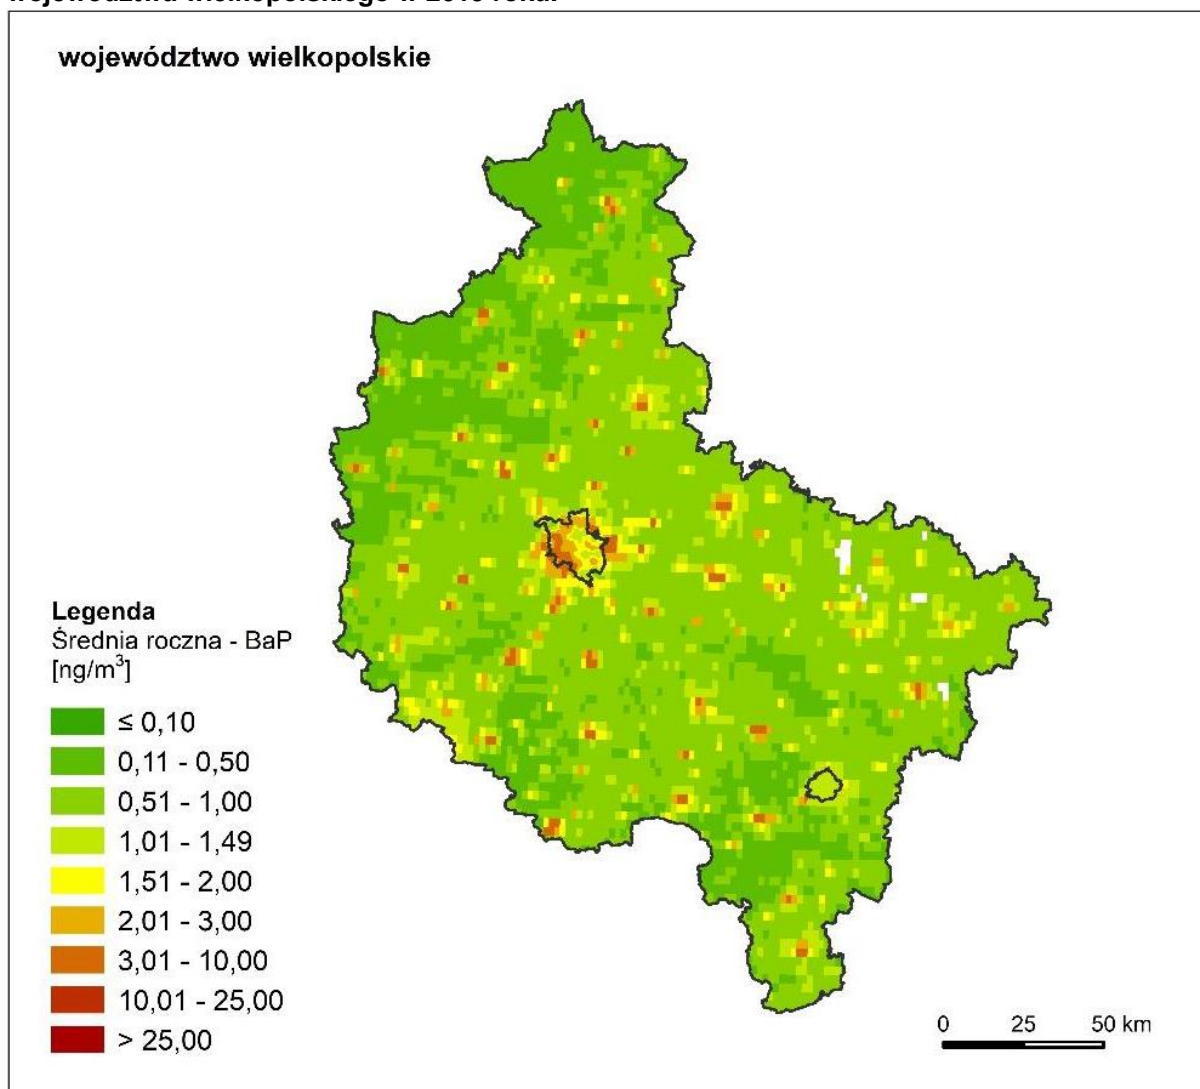 województwo wielkopolskie
Legenda
Średnia roczna - BaP
[ng/m³]
≤ 0,10
0,11 - 0,50
0,51 - 1,00
1,01 - 1,49
1,51 - 2,00
2,01 - 3,00
3,01 - 10,00
10,01 - 25,00
> 25,00
0 25 50 km